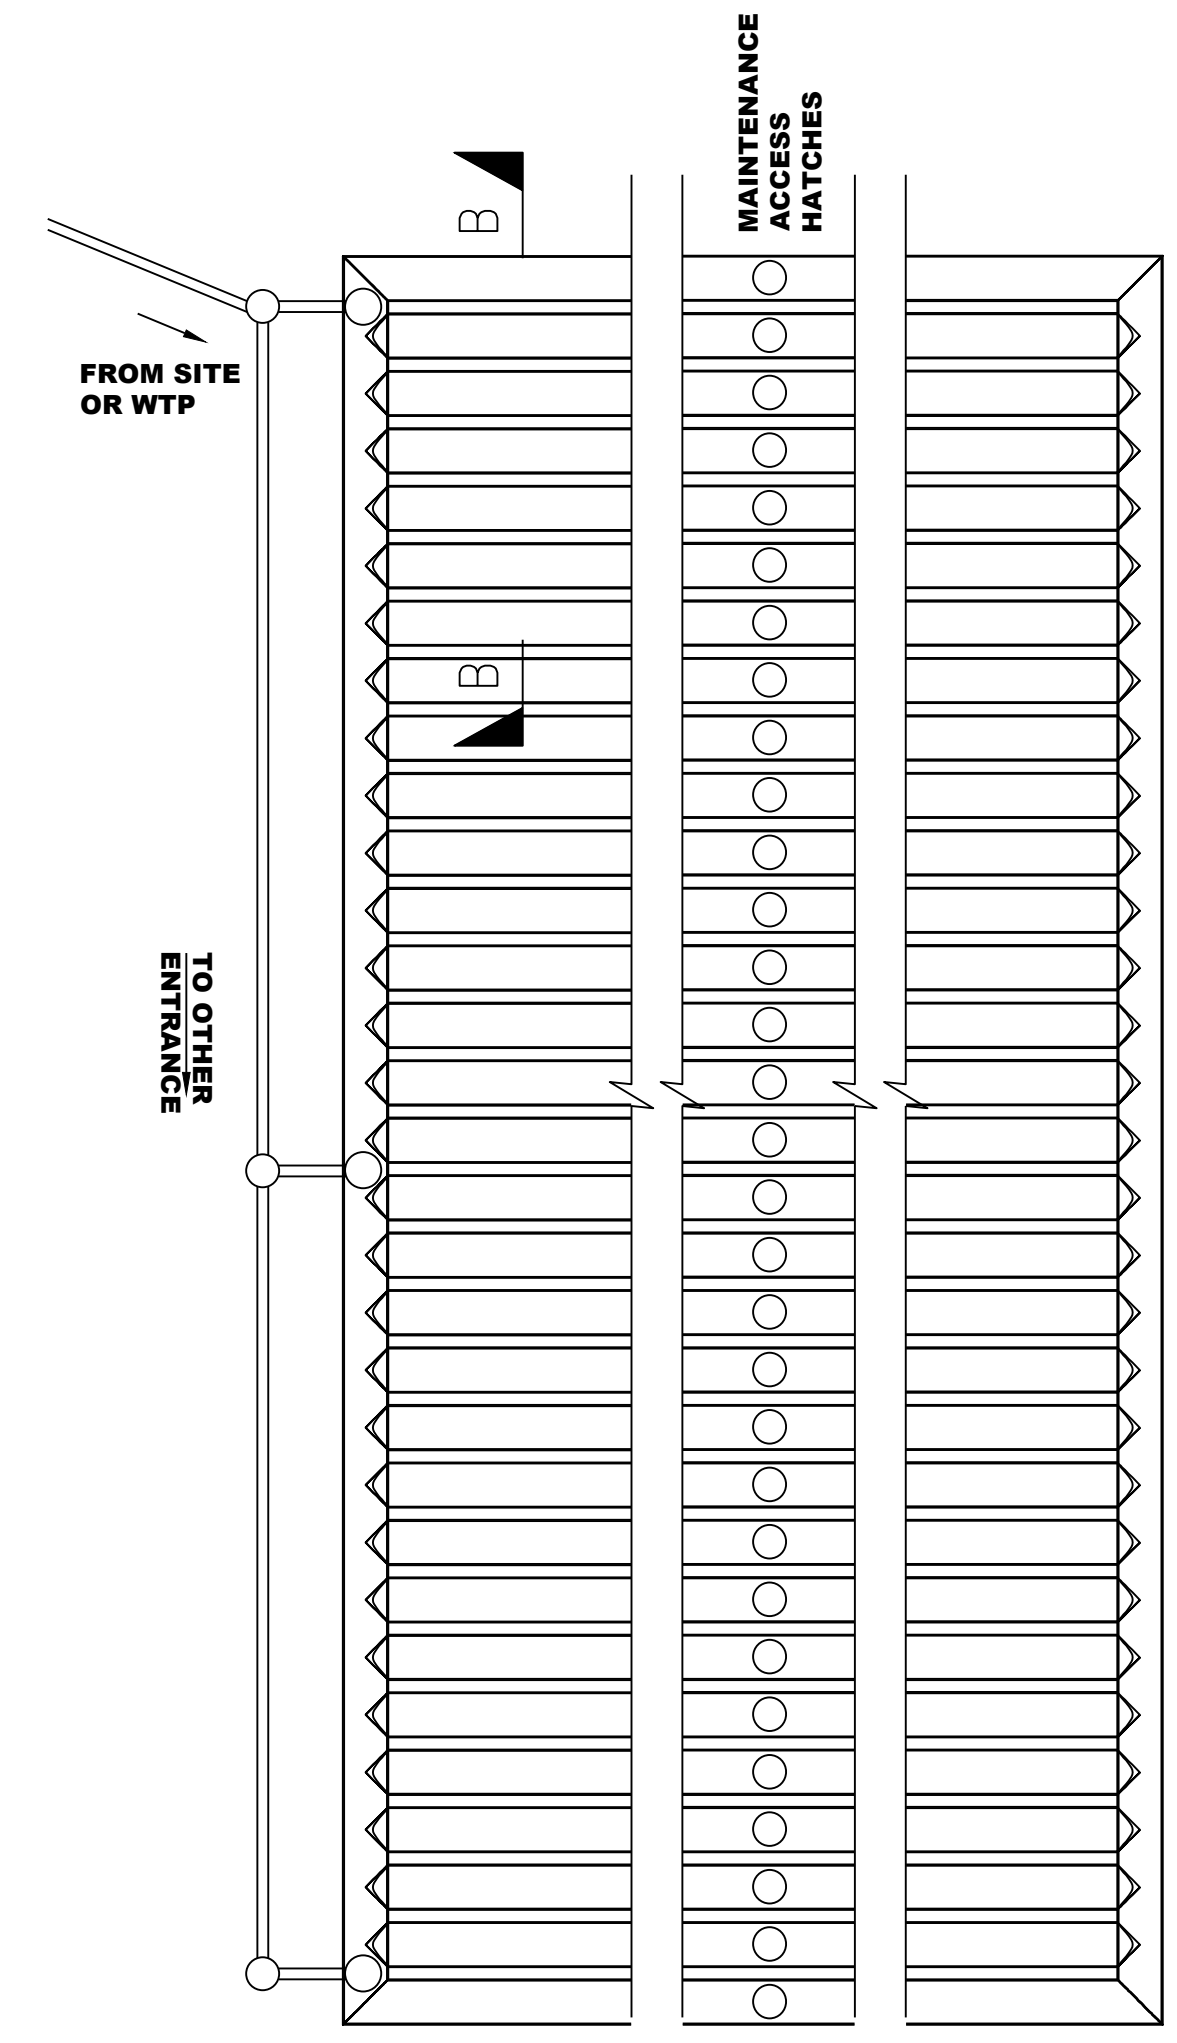 MAINTENANCE
ACCESS
HATCHES
B
FROM SITE
OR WTP
B
TO OTHER
ENTRANCE